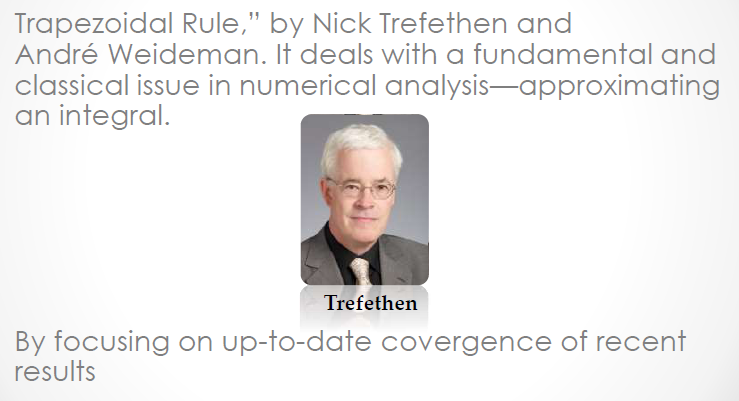 Trapezoidal Rule,” by Nick Trefethen and
André Weideman. It deals with a fundamental and
classical issue in numerical analysis—approximating
an integral.
Trefethen
By focusing on up-to-date covergence of recent
results